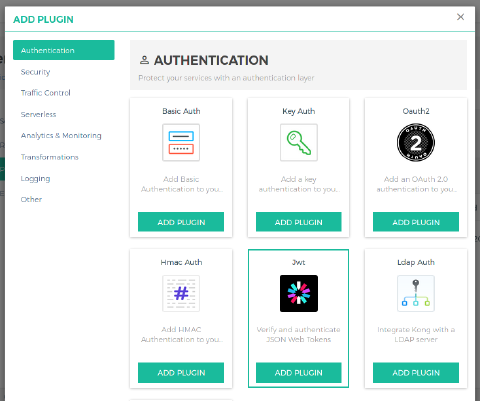 ADD PLUGIN
Authentication
Security
Traffic Control
Serverless
Analytics & Monitoring
Transformations
Logging
Other
AUTHENTICATION
Protect your services with an authentication layer
Basic Auth
Add Basic
Authentication to you...
ADD PLUGIN
Key Auth
Add a key
authentication to you...
ADD PLUGIN
Oauth2
OAUTH
2
OAUTH
Add an OAuth 2.0
authentication to you...
ADD PLUGIN
Hmac Auth
#
Add HMAC
Authentication to you...
ADD PLUGIN
Jwt
Verify and authenticate
JSON Web Tokens
ADD PLUGIN
Ldap Auth
Integrate Kong with a
LDAP server
ADD PLUGIN